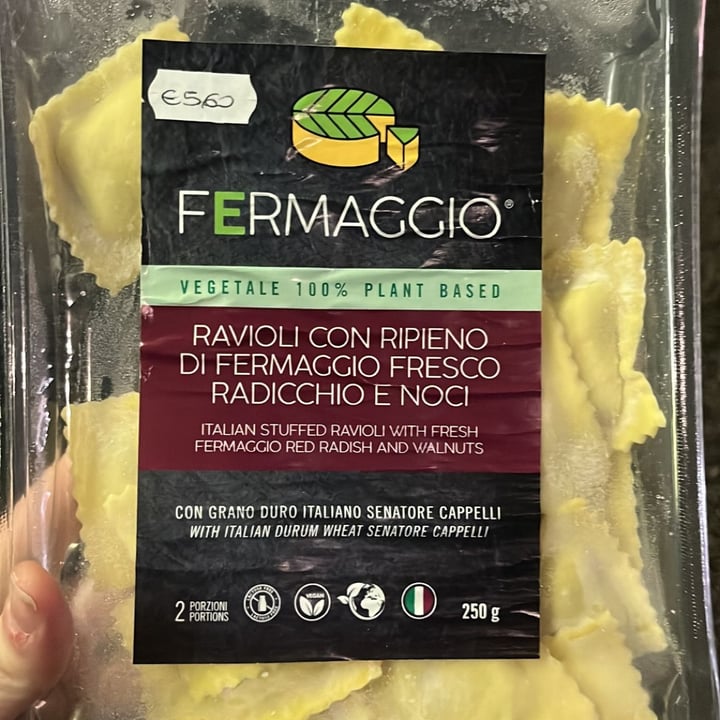 €5,60
FERMAGGIO®
VEGETALE 100% PLANT BASED
RAVIOLI CON RIPIENO
DI FERMAGGIO FRESCO
RADICCHIO E NOCI
ITALIAN STUFFED RAVIOLI WITH FRESH
FERMAGGIO RED RADISH AND WALNUTS
CON GRANO DURO ITALIANO SENATORE CAPPELLI
WITH ITALIAN DURUM WHEAT SENATORE CAPPELLI
2 PORZIONI
PORTIONS
VEGAN
250 g